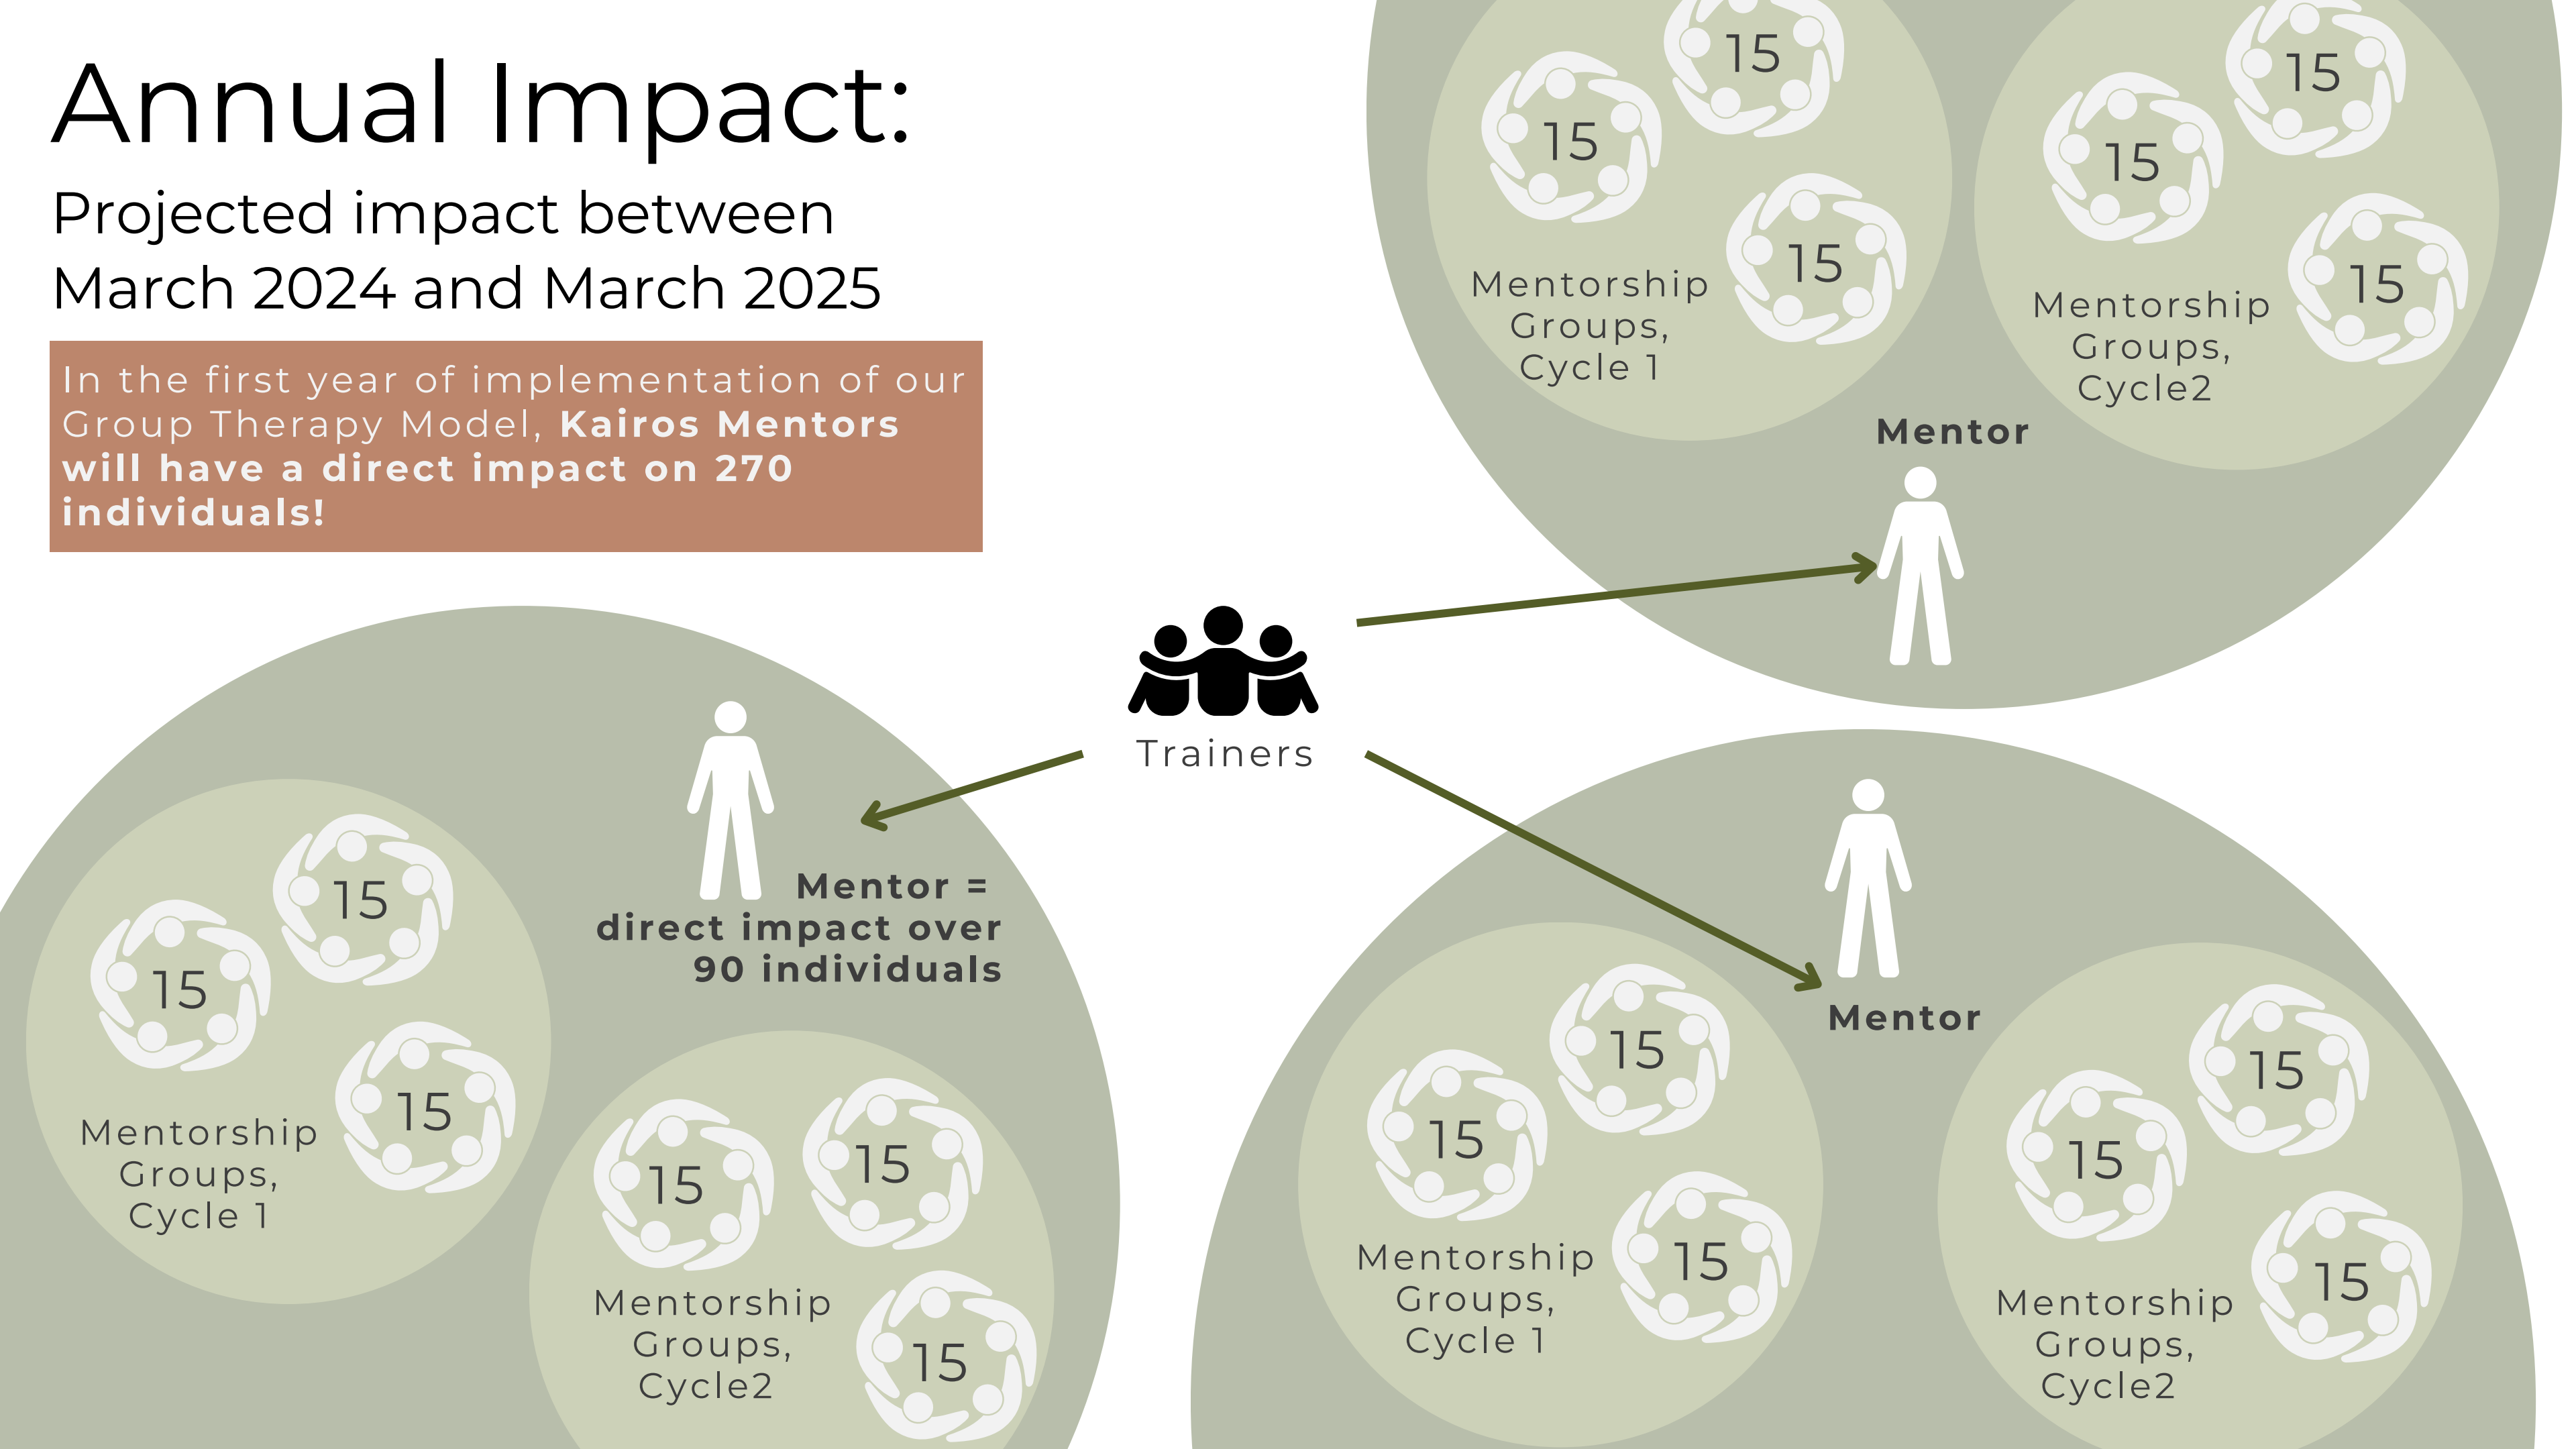 Annual Impact:
Projected impact between
March 2024 and March 2025
In the first year of implementation of our
Group Therapy Model, Kairos Mentors
will have a direct impact on 270
individuals!
15
15
15
Mentorship
Groups,
Cycle 1
15
15
15
Mentorship
Groups,
Cycle2
Mentor
Trainers
Mentor =
direct impact over
90 individuals
15
15
15
Mentorship
Groups,
Cycle 1
15
15
15
Mentorship
Groups,
Cycle2
Mentor
15
15
15
Mentorship
Groups,
Cycle 1
15
15
15
Mentorship
Groups,
Cycle2